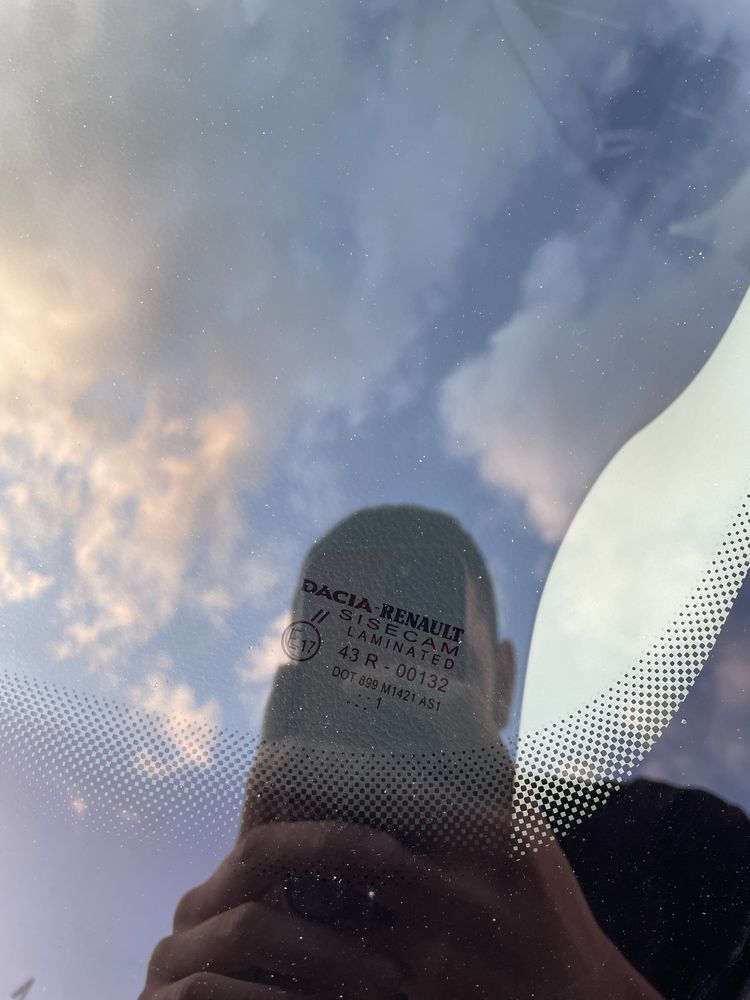 DACIA-RENAULT
// SISECAM
LAMINATED
E17
43 R - 00132
DOT 899 M1421 AS1
. . : 1